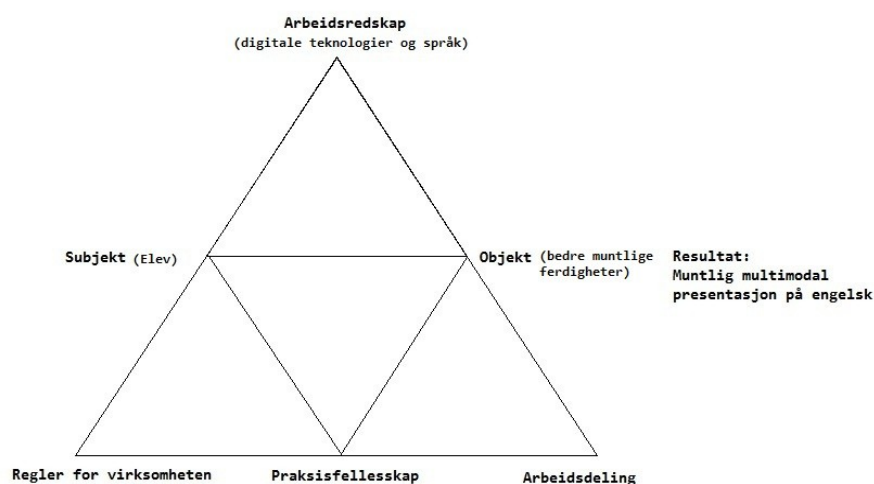 Arbeidsredskap
(digitale teknologier og språk)
Subjekt (Elev)
Objekt (bedre muntlige
ferdigheter)
Resultat:
Muntlig multimodal
presentasjon på engelsk
Regler for virksomheten
Praksisfellesskap
Arbeidsdeling